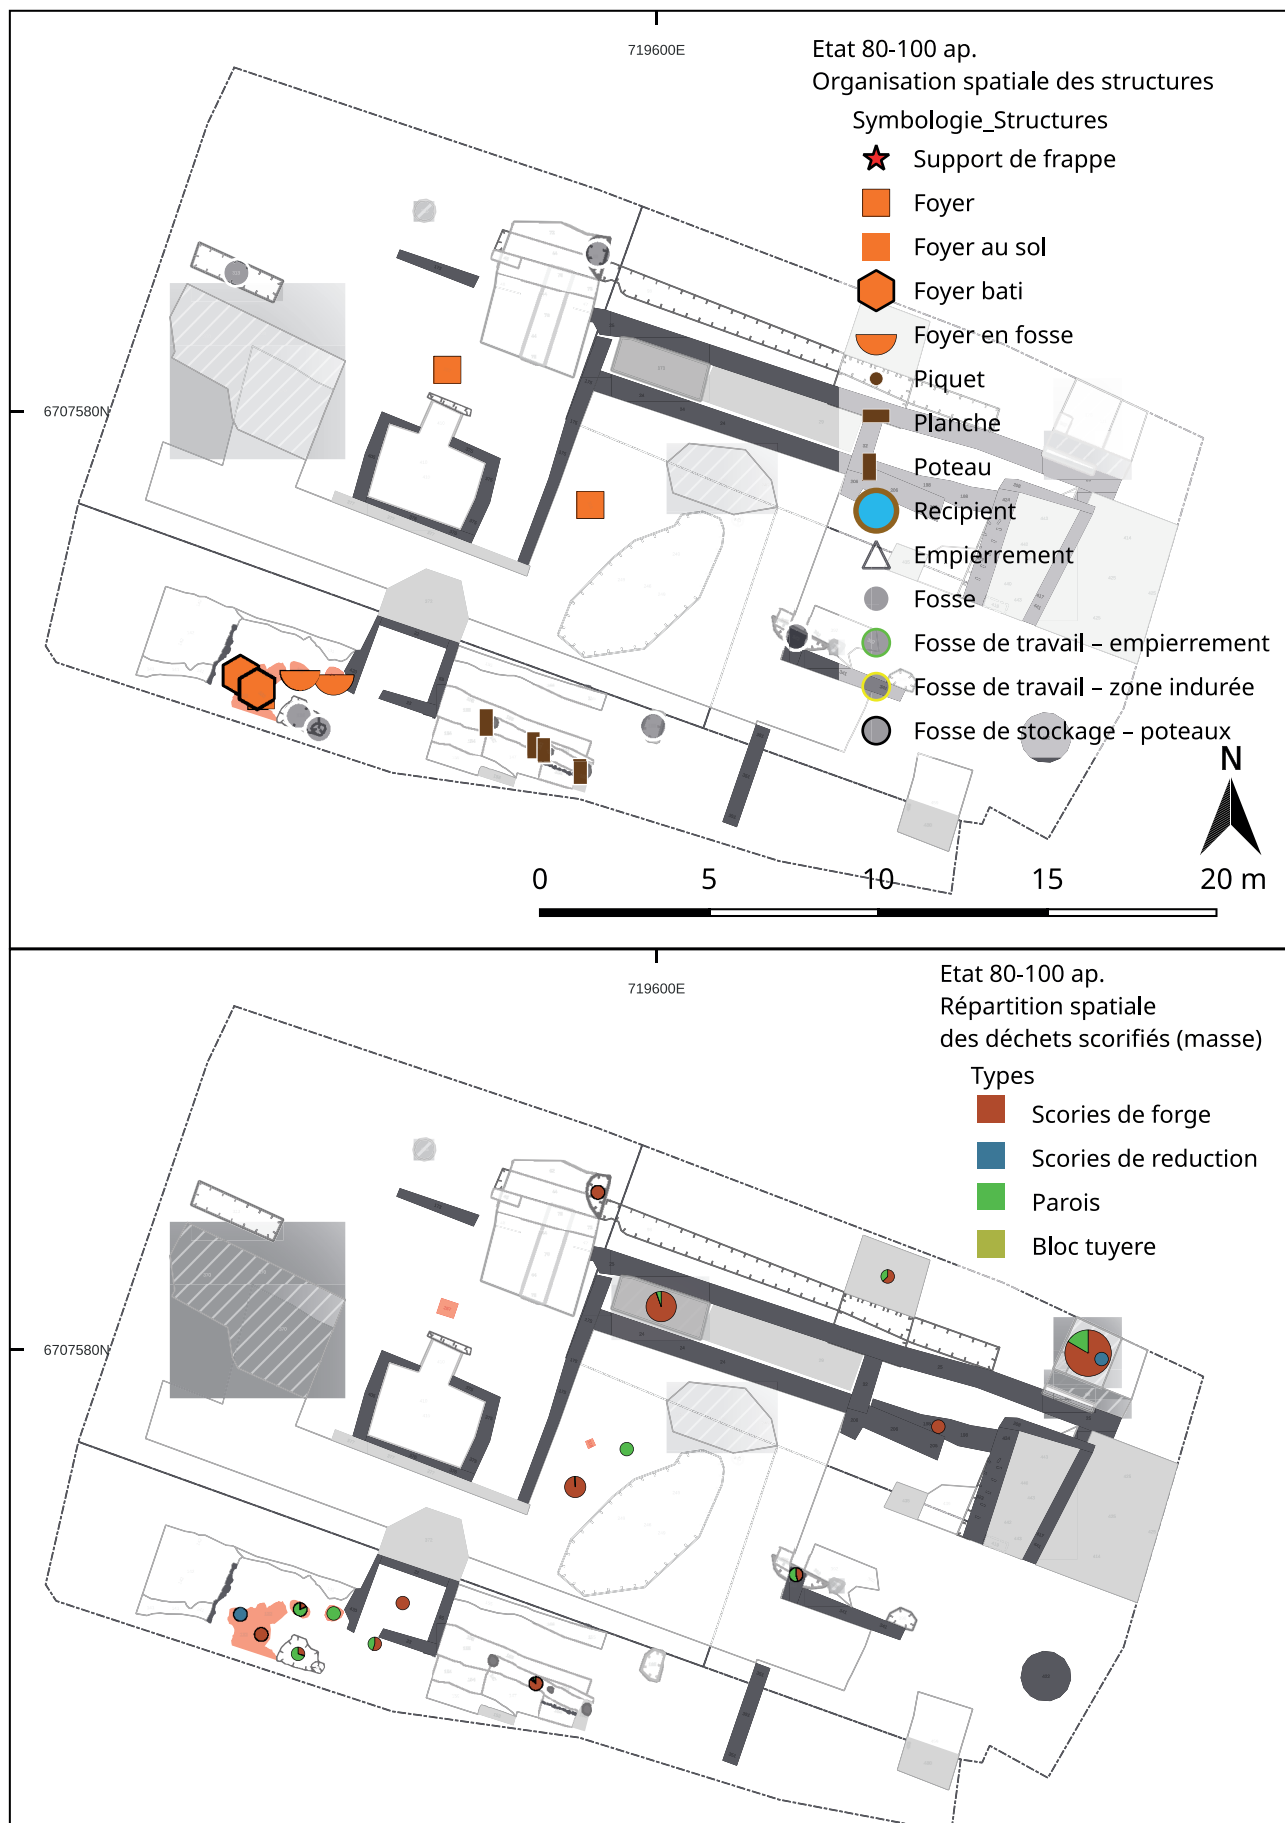 719600E
Etat 80-100 ap.
Organisation spatiale des structures
Symbologie_Structures
Support de frappe
Foyer
Foyer au sol
Foyer bati
Foyer en fosse
Piquet
6707580N
Planche
Poteau
Recipient
Empierrement
Fosse
Fosse de travail – empierrement
Fosse de travail – zone indurée
Fosse de stockage – poteaux
N
0 5 10 15 20 m
719600E
Etat 80-100 ap.
Répartition spatiale
des déchets scorifiés (masse)
Types
Scories de forge
Scories de reduction
Parois
Bloc tuyere
6707580N